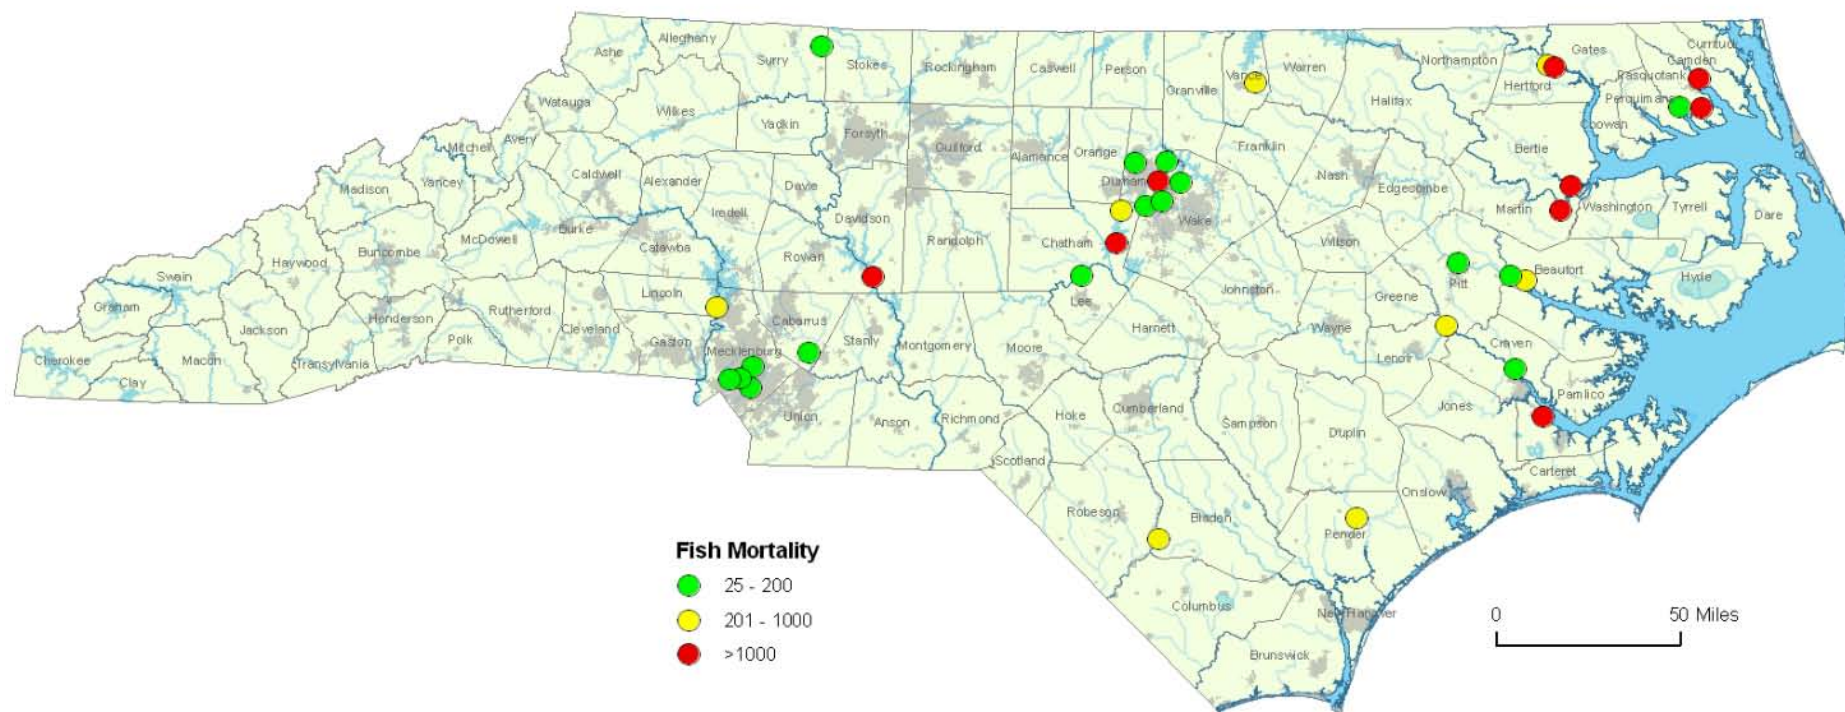 Ashe
Alleghany
Surry
Stokes
Rockingham
Caswell
Person
Granville
Vance
Warren
Northampton
Gates
Currituck
Camden
Pasquotank
Hertford
Perquimans
Halifax
Watauga
Wilkes
Yadkin
Forsyth
Guilford
Alamance
Orange
Durham
Franklin
Nash
Edgecombe
Bertie
Mitchell
Avery
Madison
Yancey
Caldwell
Alexander
Davie
Iredell
Davidson
Randolph
Chatham
Wake
Wilson
Martin
Washington
Tyrrell
Dare
Swain
Haywood
Buncombe
McDowell
Burke
Catawba
Rowan
Lee
Johnston
Greene
Pitt
Beaufort
Hyde
Graham
Jackson
Henderson
Polk
Rutherford
Cleveland
Lincoln
Gaston
Cabarrus
Mecklenburg
Stanly
Montgomery
Moore
Harnett
Wayne
Lenoir
Craven
Pamlico
Cherokee
Clay
Macon
Transylvania
Union
Anson
Richmond
Hoke
Cumberland
Sampson
Duplin
Jones
Carteret
Scotland
Robeson
Bladen
Onslow
Pender
Columbus
New Hanover
Brunswick
Fish Mortality
25 - 200
201 - 1000
>1000
0 50 Miles